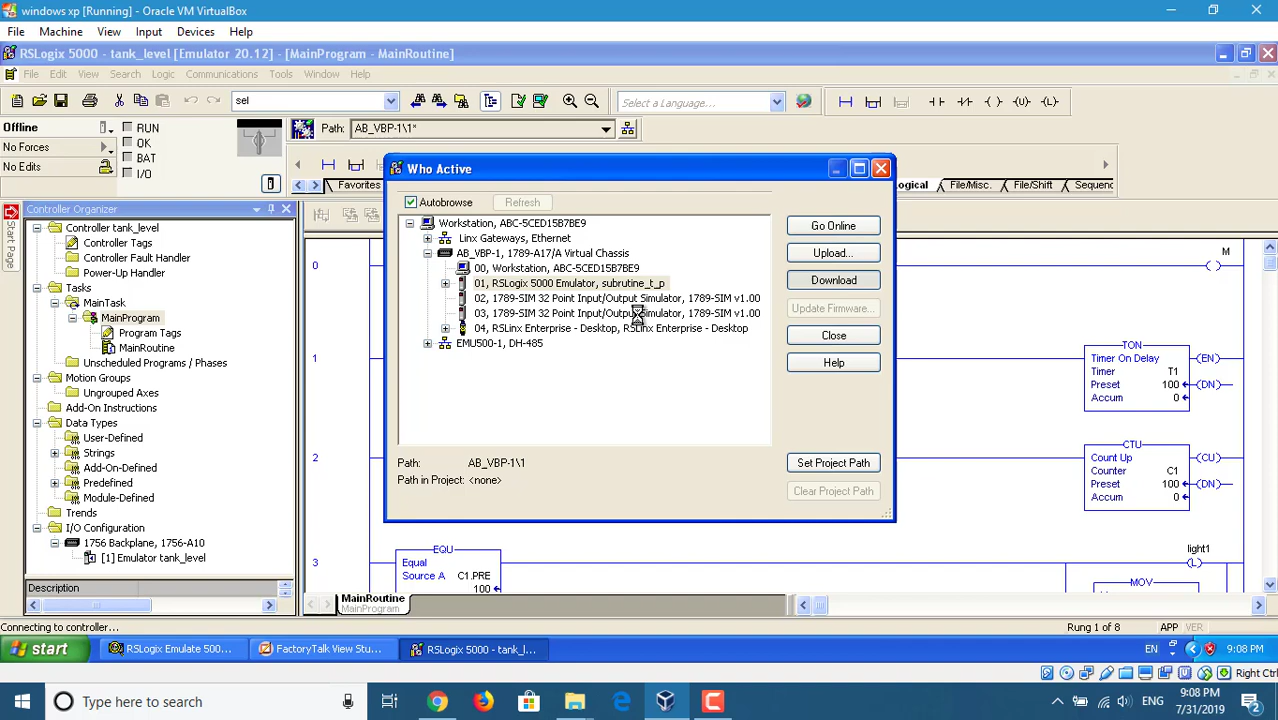 windows xp [Running] - Oracle VM VirtualBox
File Machine View Input Devices Help
RSLogix 5000 - tank_level [Emulator 20.12] - [MainProgram - MainRoutine]
File Edit View Search Logic Communications Tools Window Help
sel
Select a Language...
Offline
RUN
No Forces
OK
No Edits
BAT
I/O
Path: AB_VBP-1\1*
Favorites
Logical
File/Misc.
File/Shift
Sequenc
Start Page
Controller Organizer
Controller tank_level
Controller Tags
Controller Fault Handler
Power-Up Handler
Tasks
MainTask
MainProgram
Program Tags
MainRoutine
Unscheduled Programs / Phases
Motion Groups
Ungrouped Axes
Add-On Instructions
Data Types
User-Defined
Strings
Add-On-Defined
Predefined
Module-Defined
Trends
I/O Configuration
1756 Backplane, 1756-A10
[1] Emulator tank_level
Description
Who Active
Autobrowse
Refresh
Workstation, ABC-5CED15B7BE9
Linx Gateways, Ethernet
AB_VBP-1, 1789-A17/A Virtual Chassis
00, Workstation, ABC-5CED15B7BE9
01, RSLogix 5000 Emulator, subrutine_t_p
02, 1789-SIM 32 Point Input/Output Simulator, 1789-SIM v1.00
03, 1789-SIM 32 Point Input/Output Simulator, 1789-SIM v1.00
04, RSLinx Enterprise - Desktop, RSLinx Enterprise - Desktop
EMU500-1, DH-485
Go Online
Upload...
Download
Update Firmware...
Close
Help
Path: AB_VBP-1\1
Path in Project: <none>
Set Project Path
Clear Project Path
0
M
1
TON
Timer On Delay
Timer T1
Preset 100
Accum 0
EN
DN
2
CTU
Count Up
Counter C1
Preset 100
Accum 0
CU
DN
3
EQU
Equal
Source A C1.PRE
100
light1
L
MOV
MainRoutine
MainProgram
Connecting to controller...
Rung 1 of 8
APP
VER
start
RSLogix Emulate 500...
FactoryTalk View Stu...
RSLogix 5000 - tank_l...
EN
9:08 PM
Right Ctrl
Type here to search
ENG
9:08 PM
7/31/2019
2